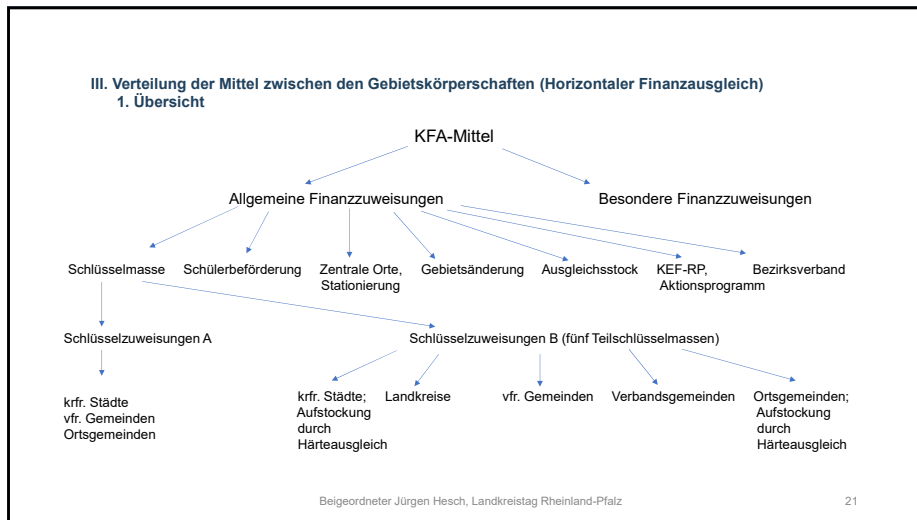 III. Verteilung der Mittel zwischen den Gebietskörperschaften (Horizontaler Finanzausgleich)
1. Übersicht
KFA-Mittel
Allgemeine Finanzzuweisungen
Besondere Finanzzuweisungen
Schlüsselmasse
Schülerbeförderung
Zentrale Orte,
Stationierung
Gebietsänderung
Ausgleichsstock
KEF-RP,
Aktionsprogramm
Bezirksverband
Schlüsselzuweisungen A
Schlüsselzuweisungen B (fünf Teilschlüsselmassen)
krfr. Städte
vfr. Gemeinden
Ortsgemeinden
krfr. Städte;
Aufstockung
durch
Härteausgleich
Landkreise
vfr. Gemeinden
Verbandsgemeinden
Ortsgemeinden;
Aufstockung
durch
Härteausgleich
Beigeordneter Jürgen Hesch, Landkreistag Rheinland-Pfalz
21